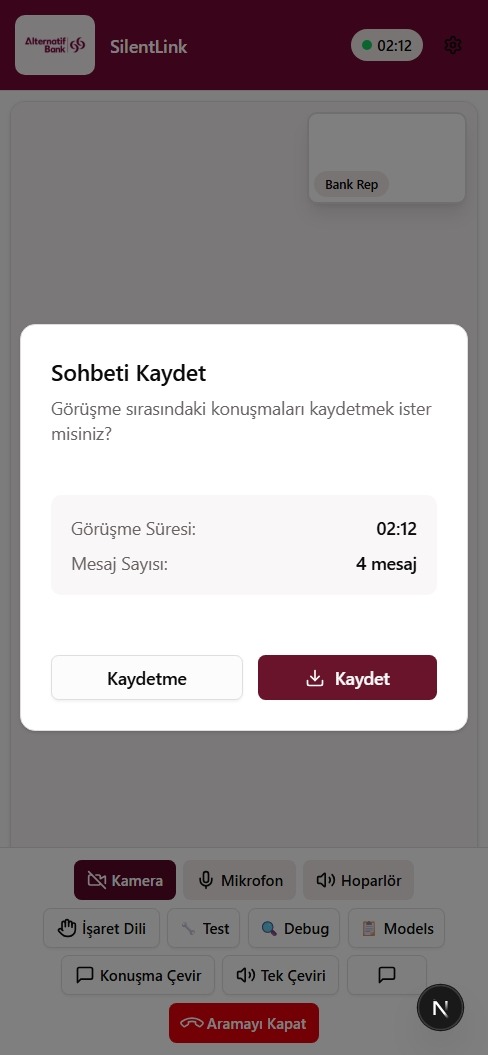 Alternatif
Bank
SilentLink
02:12
Bank Rep
Sohbeti Kaydet
Görüşme sırasındaki konuşmaları kaydetmek ister
misiniz?
Görüşme Süresi: 02:12
Mesaj Sayısı: 4 mesaj
Kaydetme Kaydet
Kamera Mikrofon Hoparlör
İşaret Dili Test Debug Models
Konuşma Çevir Tek Çeviri
N
Aramayı Kapat